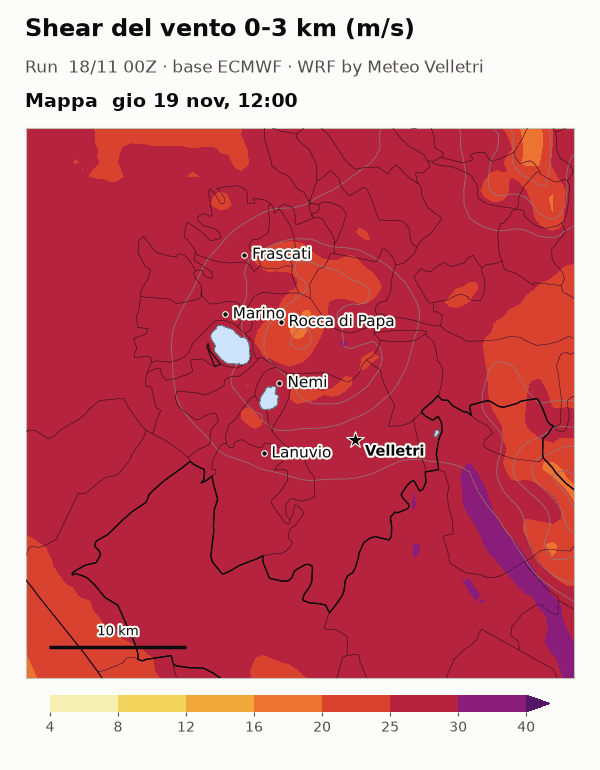 Shear del vento 0-3 km (m/s)
Run 18/11 00Z · base ECMWF · WRF by Meteo Velletri
Mappa gio 19 nov, 12:00
Frascati
Marino
Rocca di Papa
Nemi
Velletri
Lanuvio
10 km
4 8 12 16 20 25 30 40